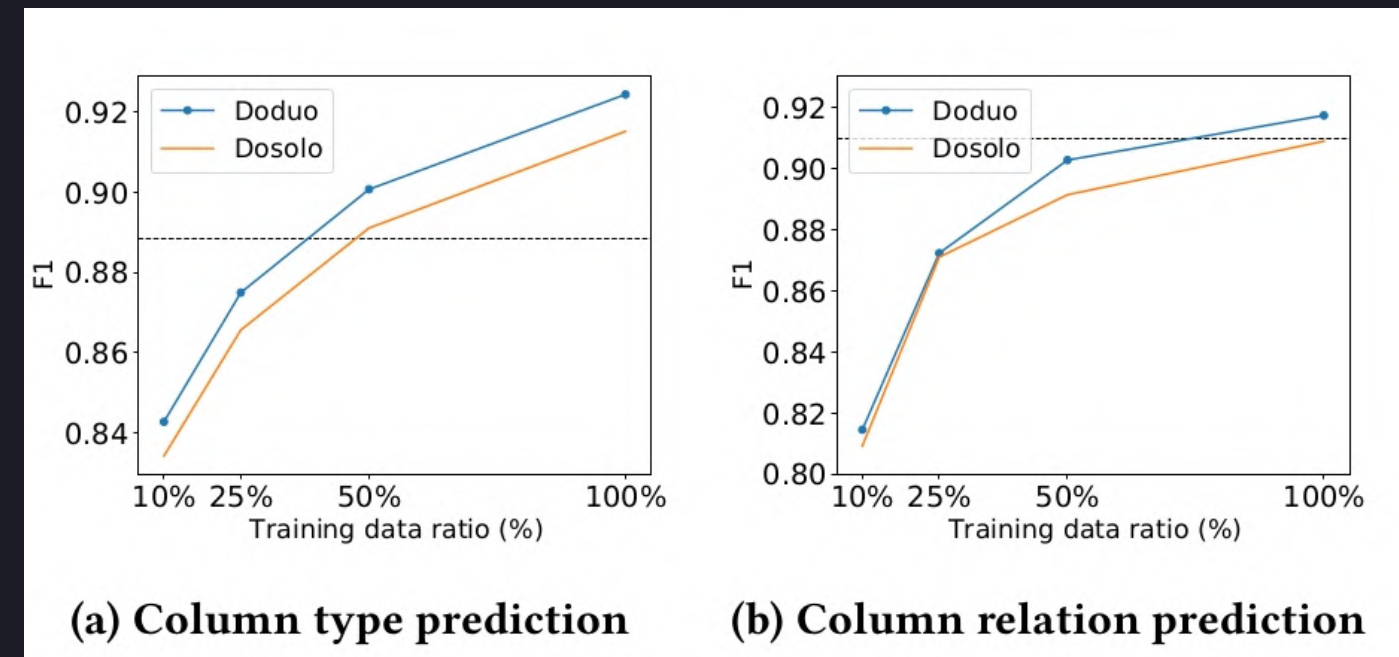 Doduo
Dosolo
0.92
0.90
0.88
0.86
0.84
F1
10% 25% 50% 100%
Training data ratio (%)
(a) Column type prediction
Doduo
Dosolo
0.92
0.90
0.88
0.86
0.84
0.82
0.80
F1
10% 25% 50% 100%
Training data ratio (%)
(b) Column relation prediction